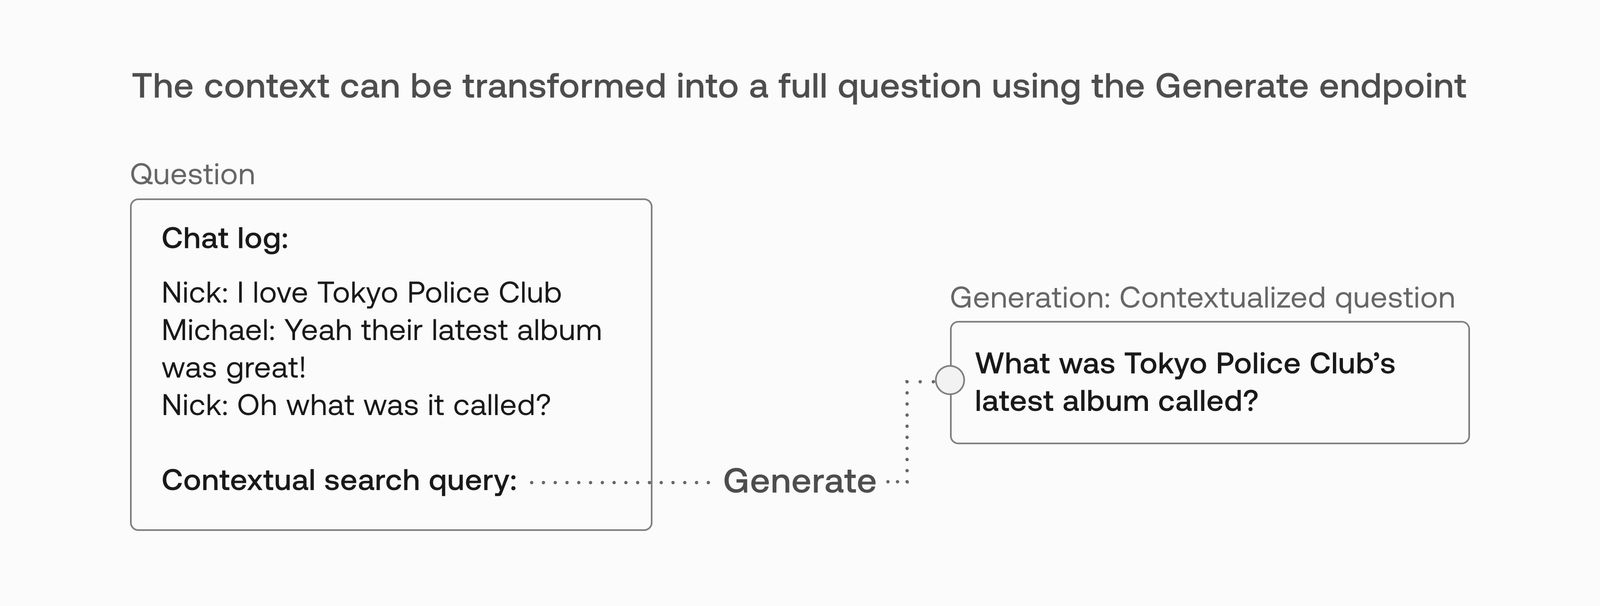 The context can be transformed into a full question using the Generate endpoint
Question
Chat log:
Nick: I love Tokyo Police Club
Michael: Yeah their latest album
was great!
Nick: Oh what was it called?
Contextual search query:
Generate
Generation: Contextualized question
What was Tokyo Police Club’s
latest album called?